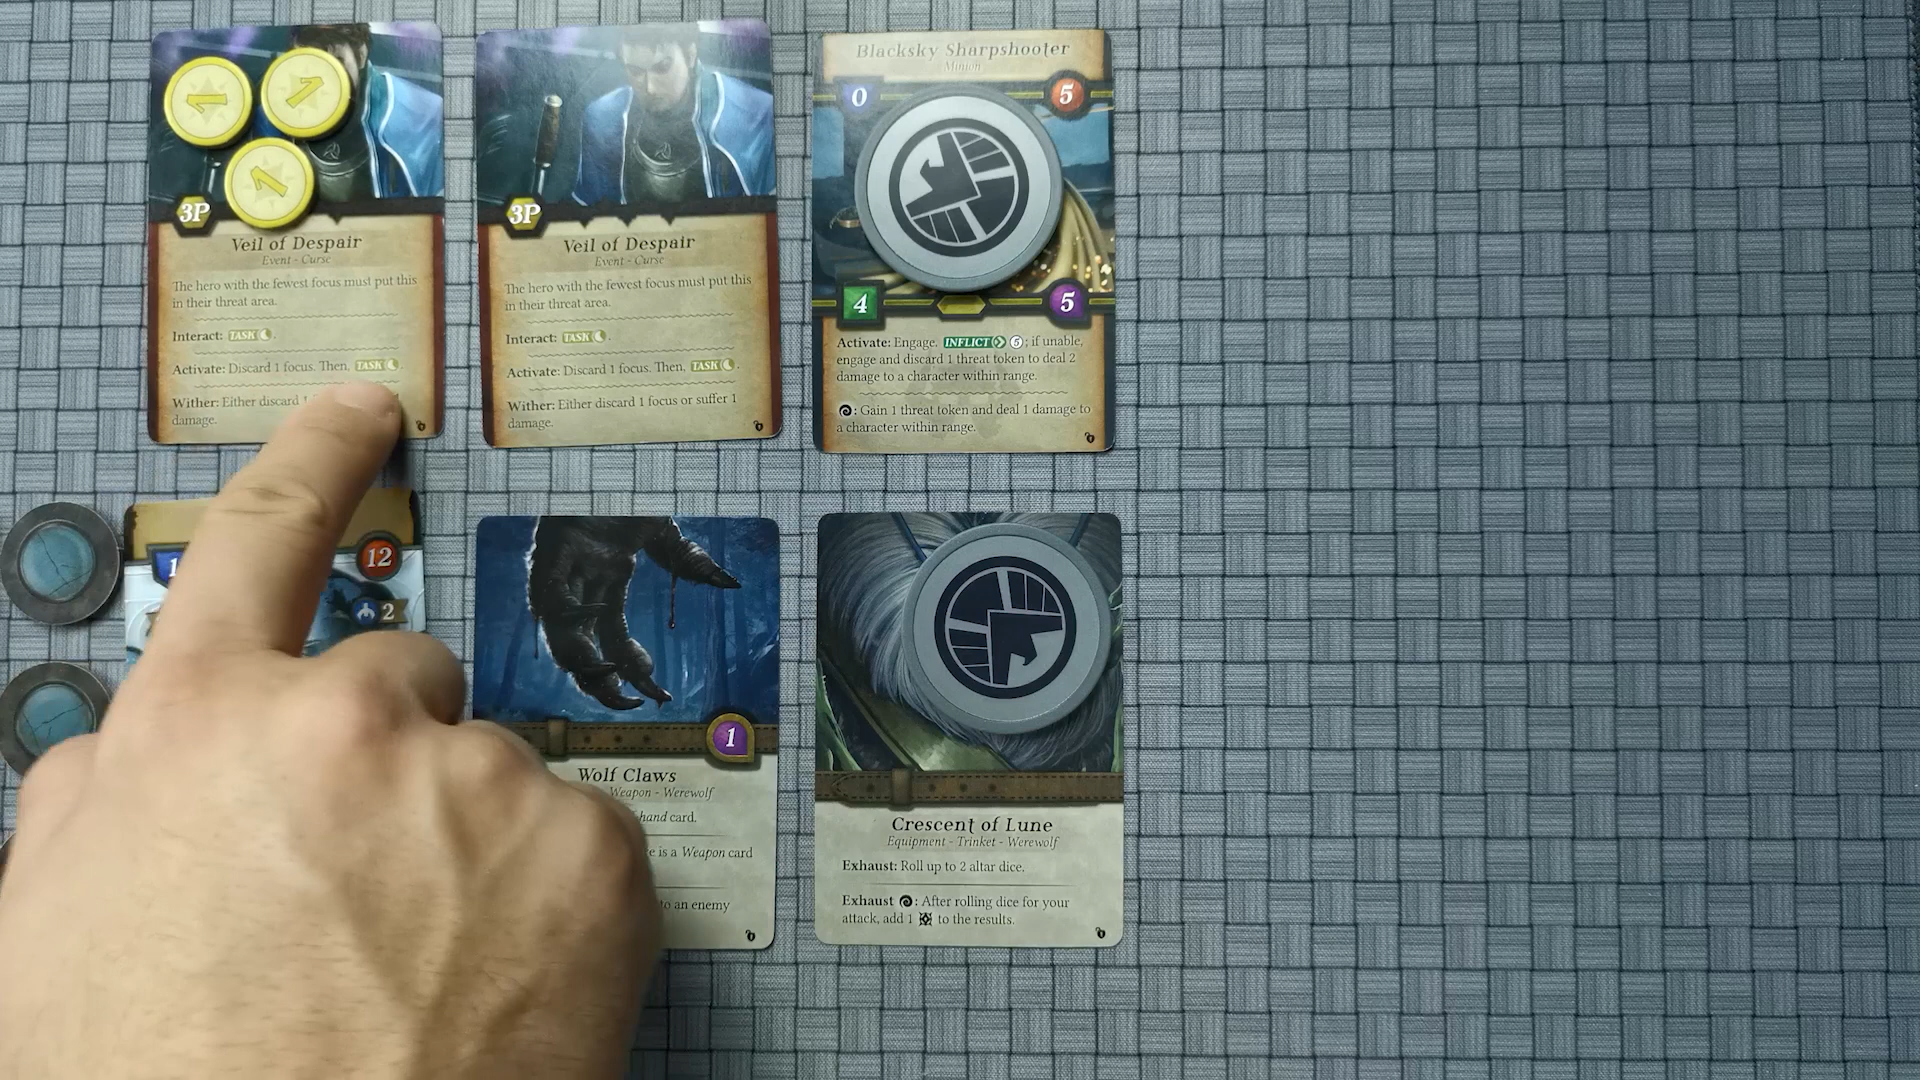 1
1
1
3P
Veil of Despair
Event - Curse
The hero with the fewest focus must put this
in their threat area.
Interact: TASK
Activate: Discard 1 focus. Then, TASK
Wither: Either discard
damage.
3P
Veil of Despair
Event - Curse
The hero with the fewest focus must put this
in their threat area.
Interact: TASK
Activate: Discard 1 focus. Then, TASK
Wither: Either discard 1 focus or suffer 1
damage.
Blacksky Sharpshooter
Minion
0
5
4
5
Activate: Engage. INFLICT 5; if unable,
engage and discard 1 threat token to deal 2
damage to a character within range.
: Gain 1 threat token and deal 1 damage to
a character within range.
12
2
1
Wolf Claws
Weapon - Werewolf
hand card.
is a Weapon card
to an enemy
Crescent of Lune
Equipment - Trinket - Werewolf
Exhaust: Roll up to 2 altar dice.
Exhaust : After rolling dice for your
attack, add 1 to the results.